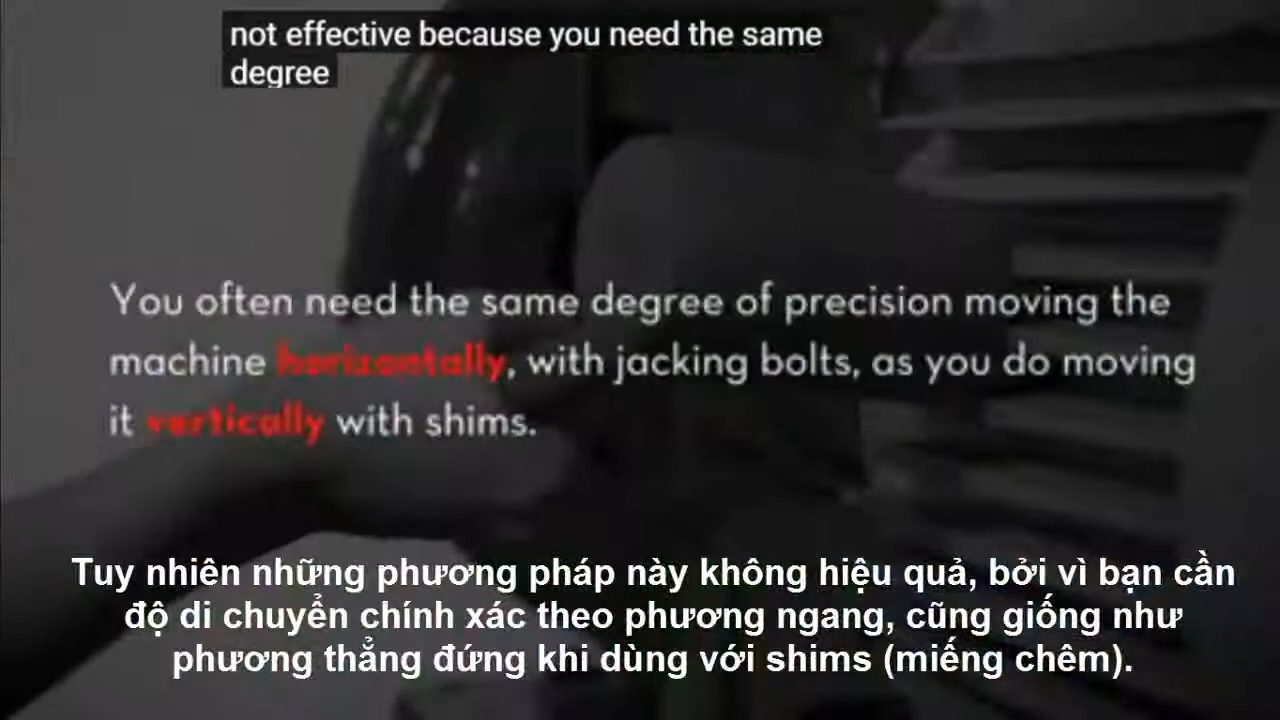 not effective because you need the same
degree
You often need the same degree of precision moving the
machine horizontally, with jacking bolts, as you do moving
it vertically with shims.
Tuy nhiên những phương pháp này không hiệu quả, bởi vì bạn cần
độ di chuyển chính xác theo phương ngang, cũng giống như
phương thẳng đứng khi dùng với shims (miếng chêm).